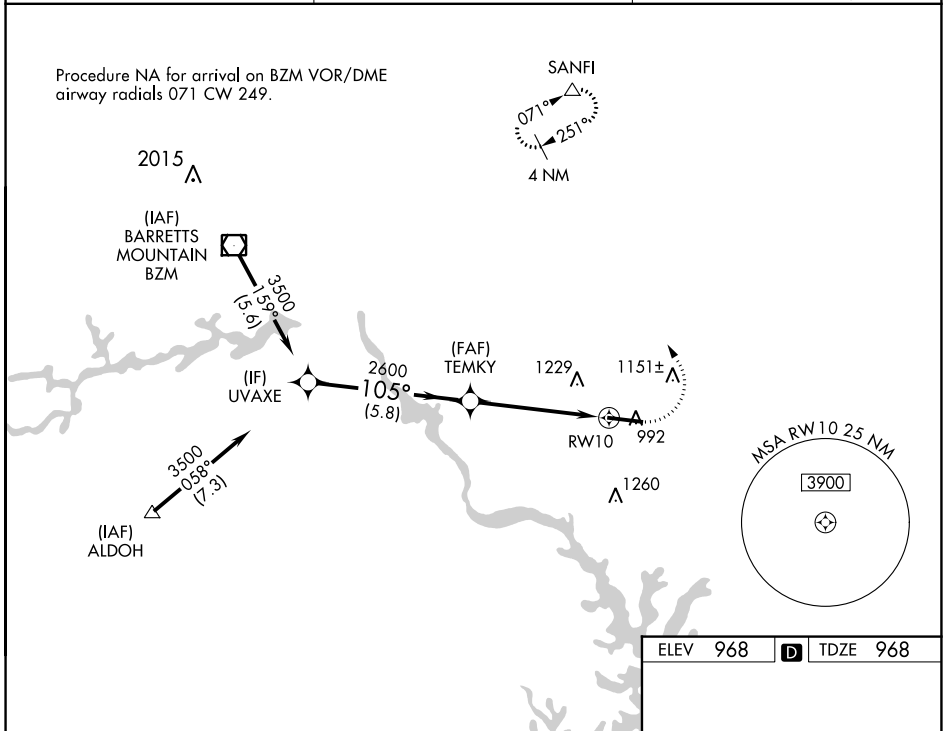 Procedure NA for arrival on BZM VOR/DME
airway radials 071 CW 249.
SANFI
071°
251°
4 NM
2015
(IAF)
BARRETTS
MOUNTAIN
BZM
3500
159°
(5.6)
(IF)
UVAXE
2600
105°
(5.8)
(FAF)
TEMKY
1229
1151±
RW10
992
1260
3500
058°
(7.3)
(IAF)
ALDOH
MSA RW10 25 NM
3900
ELEV 968 D TDZE 968